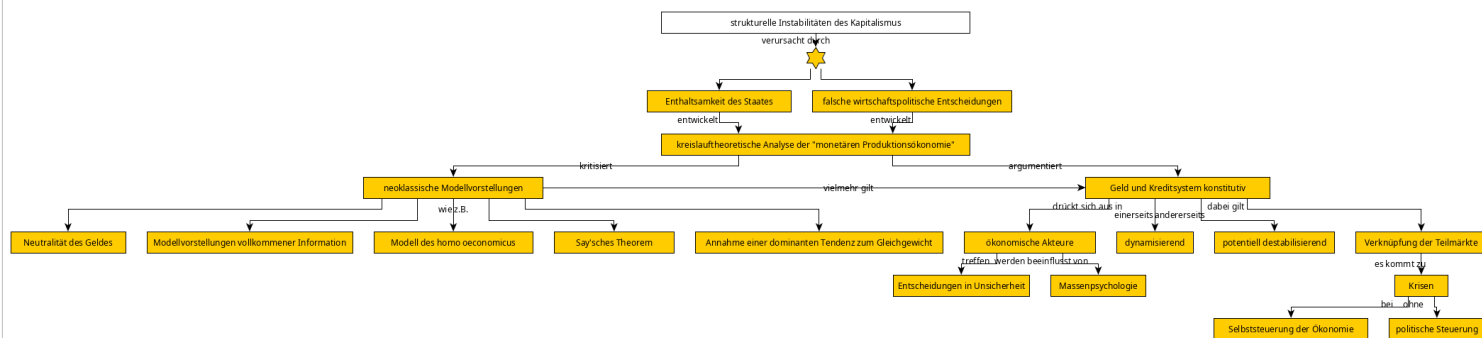 strukturelle Instabilitäten des Kapitalismus
verursacht durch
Enthaltsamkeit des Staates
falsche wirtschaftspolitische Entscheidungen
entwickelt
entwickelt
kreislauftheoretische Analyse der "monetären Produktionsökonomie"
kritisiert
argumentiert
neoklassische Modellvorstellungen
vielmehr gilt
Geld und Kreditsystem konstitutiv
wie z.B.
drückt sich aus in
einerseits
andererseits
dabei gilt
Neutralität des Geldes
Modellvorstellungen vollkommener Information
Modell des homo oeconomicus
Say'sches Theorem
Annahme einer dominanten Tendenz zum Gleichgewicht
ökonomische Akteure
dynamisierend
potentiell destabilisierend
Verknüpfung der Teilmärkte
treffen
werden beeinflusst von
es kommt zu
Entscheidungen in Unsicherheit
Massenpsychologie
Krisen
bei
ohne
Selbststeuerung der Ökonomie
politische Steuerung